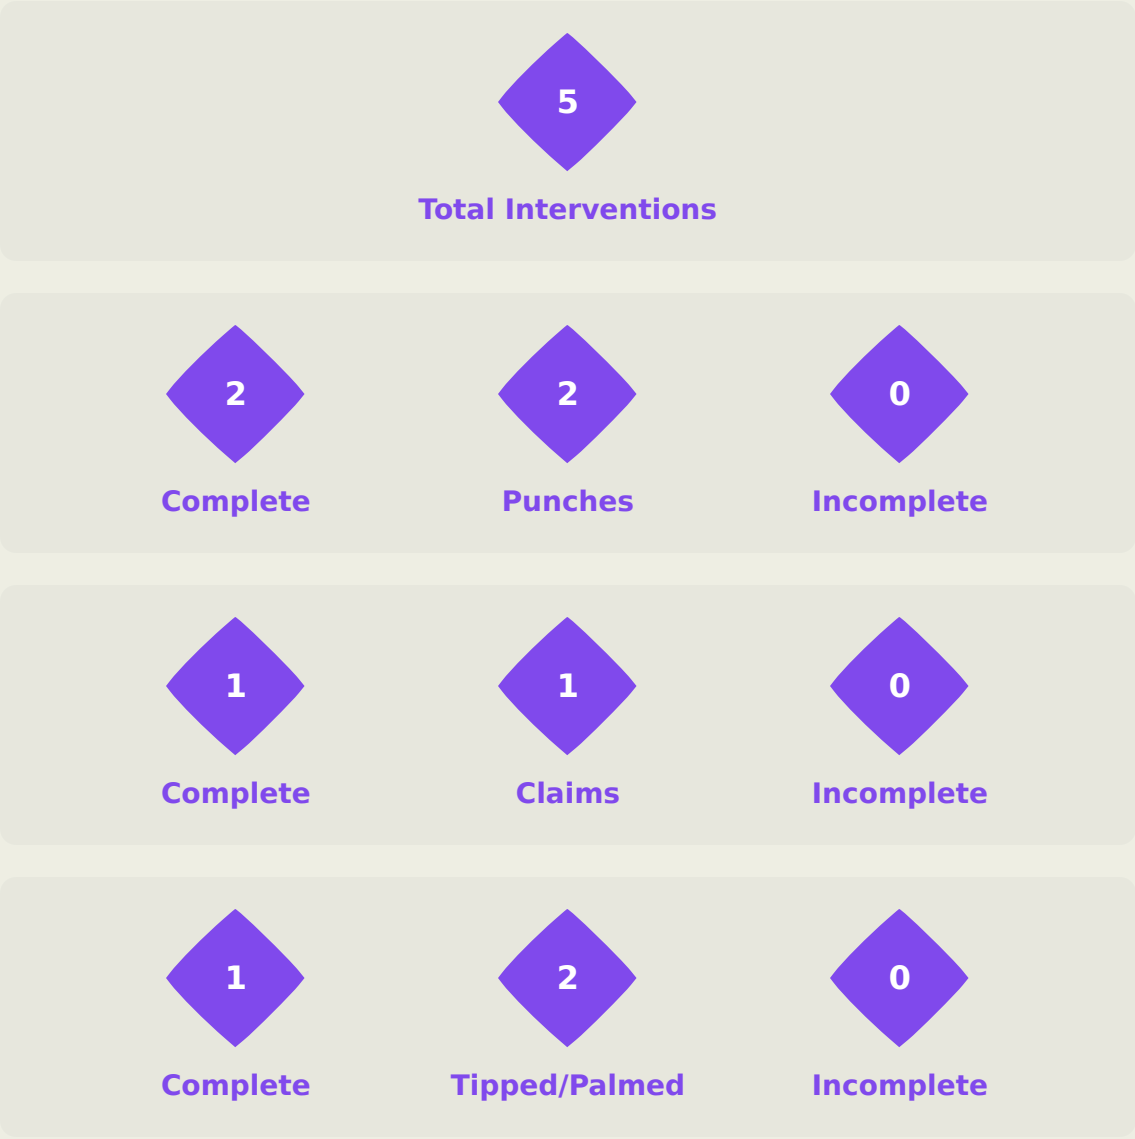 5
Total Interventions
2 2 0
Complete Punches Incomplete
1 1 0
Complete Claims Incomplete
1 2 0
Complete Tipped/Palmed Incomplete